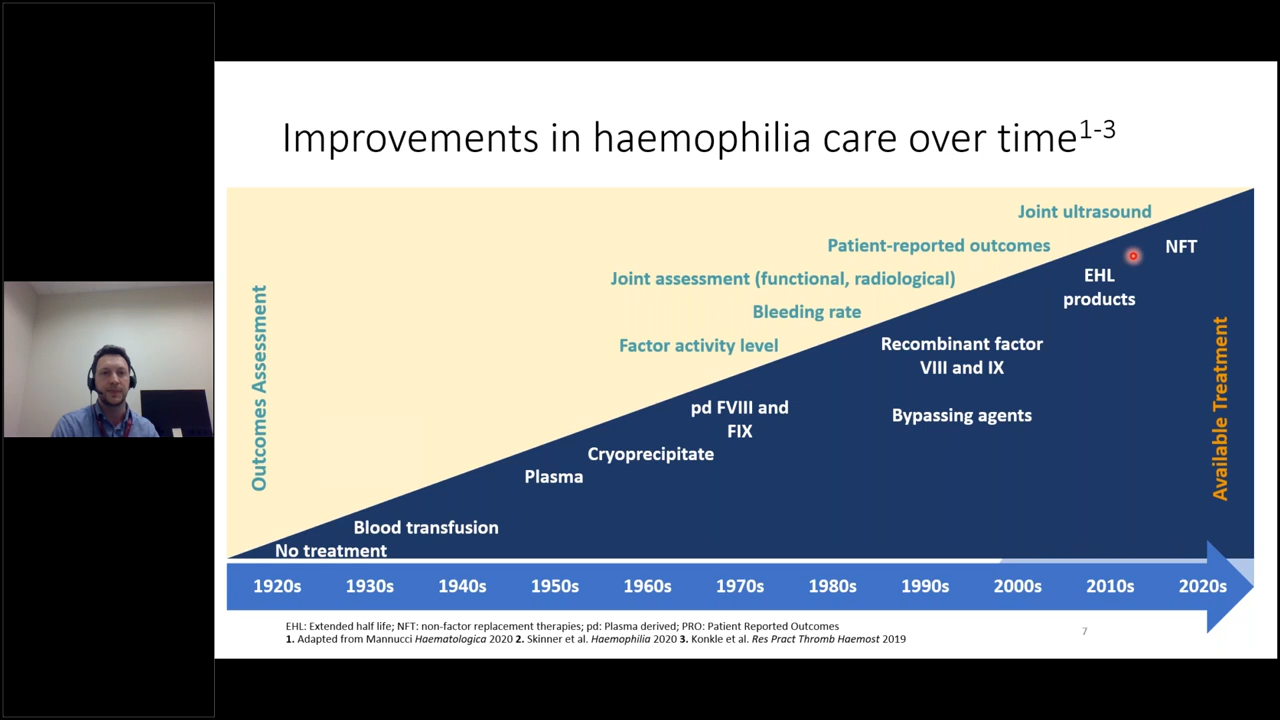 Improvements in haemophilia care over time1-3
Outcomes Assessment
Joint ultrasound
Patient-reported outcomes
Joint assessment (functional, radiological)
Bleeding rate
Factor activity level
NFT
EHL
products
Recombinant factor
VIII and IX
Bypassing agents
pd FVIII and
FIX
Cryoprecipitate
Plasma
Blood transfusion
No treatment
Available Treatment
1920s 1930s 1940s 1950s 1960s 1970s 1980s 1990s 2000s 2010s 2020s
EHL: Extended half life; NFT: non-factor replacement therapies; pd: Plasma derived; PRO: Patient Reported Outcomes
1. Adapted from Mannucci Haematologica 2020 2. Skinner et al. Haemophilia 2020 3. Konkle et al. Res Pract Thromb Haemost 2019
7